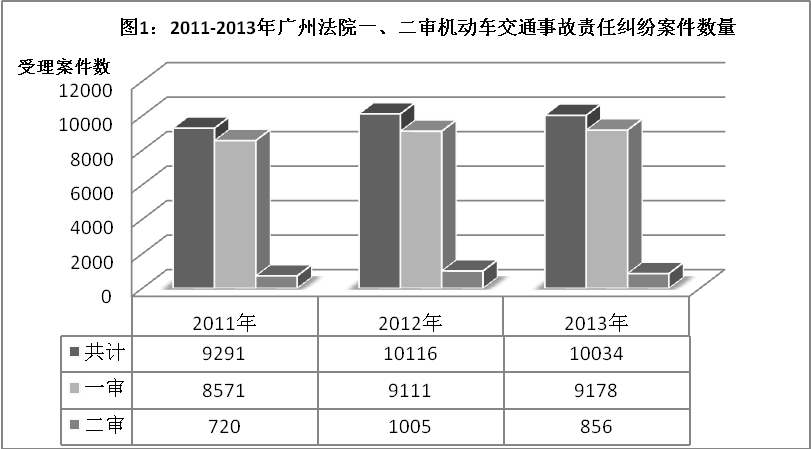 图1：2011-2013年广州法院一、二审机动车交通事故责任纠纷案件数量
受理案件数
12000
10000
8000
6000
4000
2000
0
2011年 2012年 2013年
共计 9291 10116 10034
一审 8571 9111 9178
二审 720 1005 856